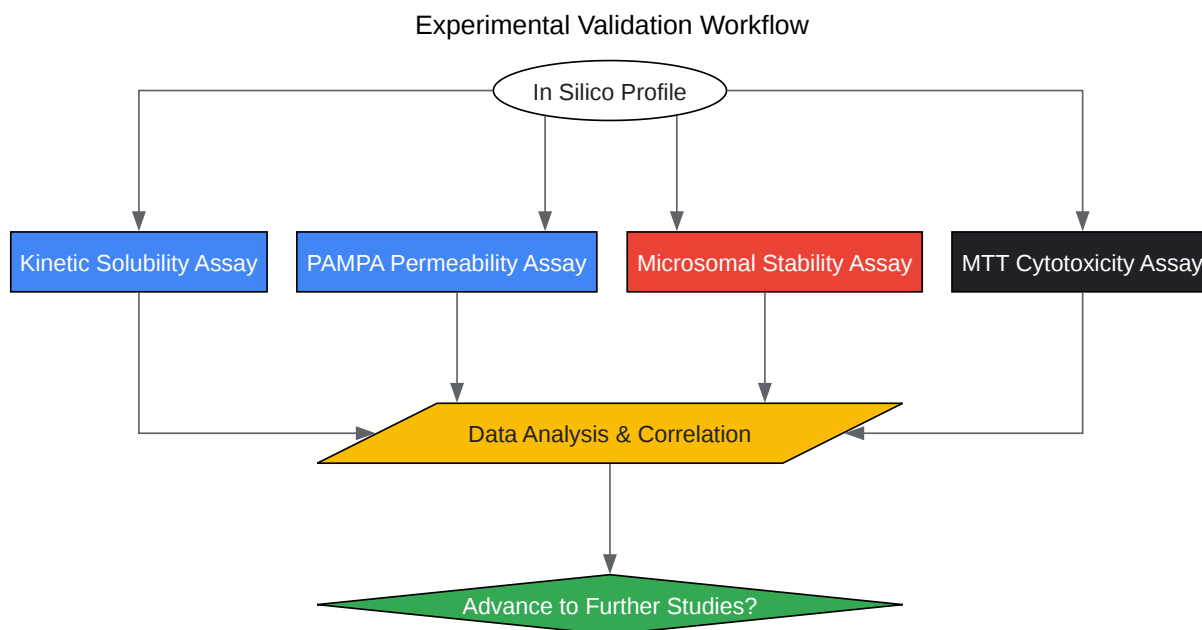 Experimental Validation Workflow
In Silico Profile
Kinetic Solubility Assay
PAMPA Permeability Assay
Microsomal Stability Assay
MTT Cytotoxicity Assay
Data Analysis & Correlation
Advance to Further Studies?